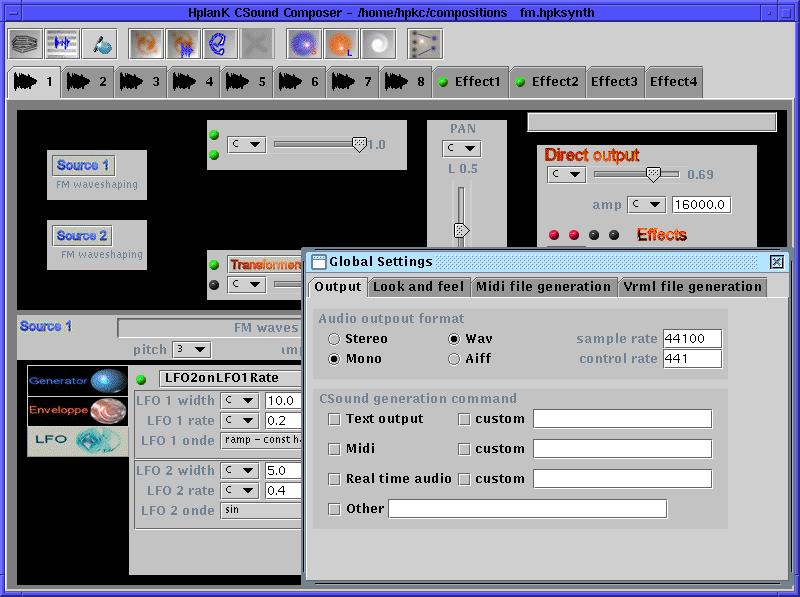 HplanK CSound Composer - /home/hpkc/compositions fm.hpksynth
1 2 3 4 5 6 7 8 Effect1 Effect2 Effect3 Effect4
Source 1
FM waveshaping
Source 2
FM waveshaping
C 1.0
PAN
C
L 0.5
Direct output
C 0.69
amp C 16000.0
Effects
Transformer
C
Source 1
FM waves
pitch 3
Generator
Enveloppe
LFO
LFO2onLFO1Rate
LFO 1 width C 10.0
LFO 1 rate C 0.2
LFO 1 onde ramp - const h
LFO 2 width C 5.0
LFO 2 rate C 0.4
LFO 2 onde sin
Global Settings
Output Look and feel Midi file generation Vrml file generation
Audio outpout format
Stereo Wav sample rate 44100
Mono Aiff control rate 441
CSound generation command
Text output custom
Midi custom
Real time audio custom
Other